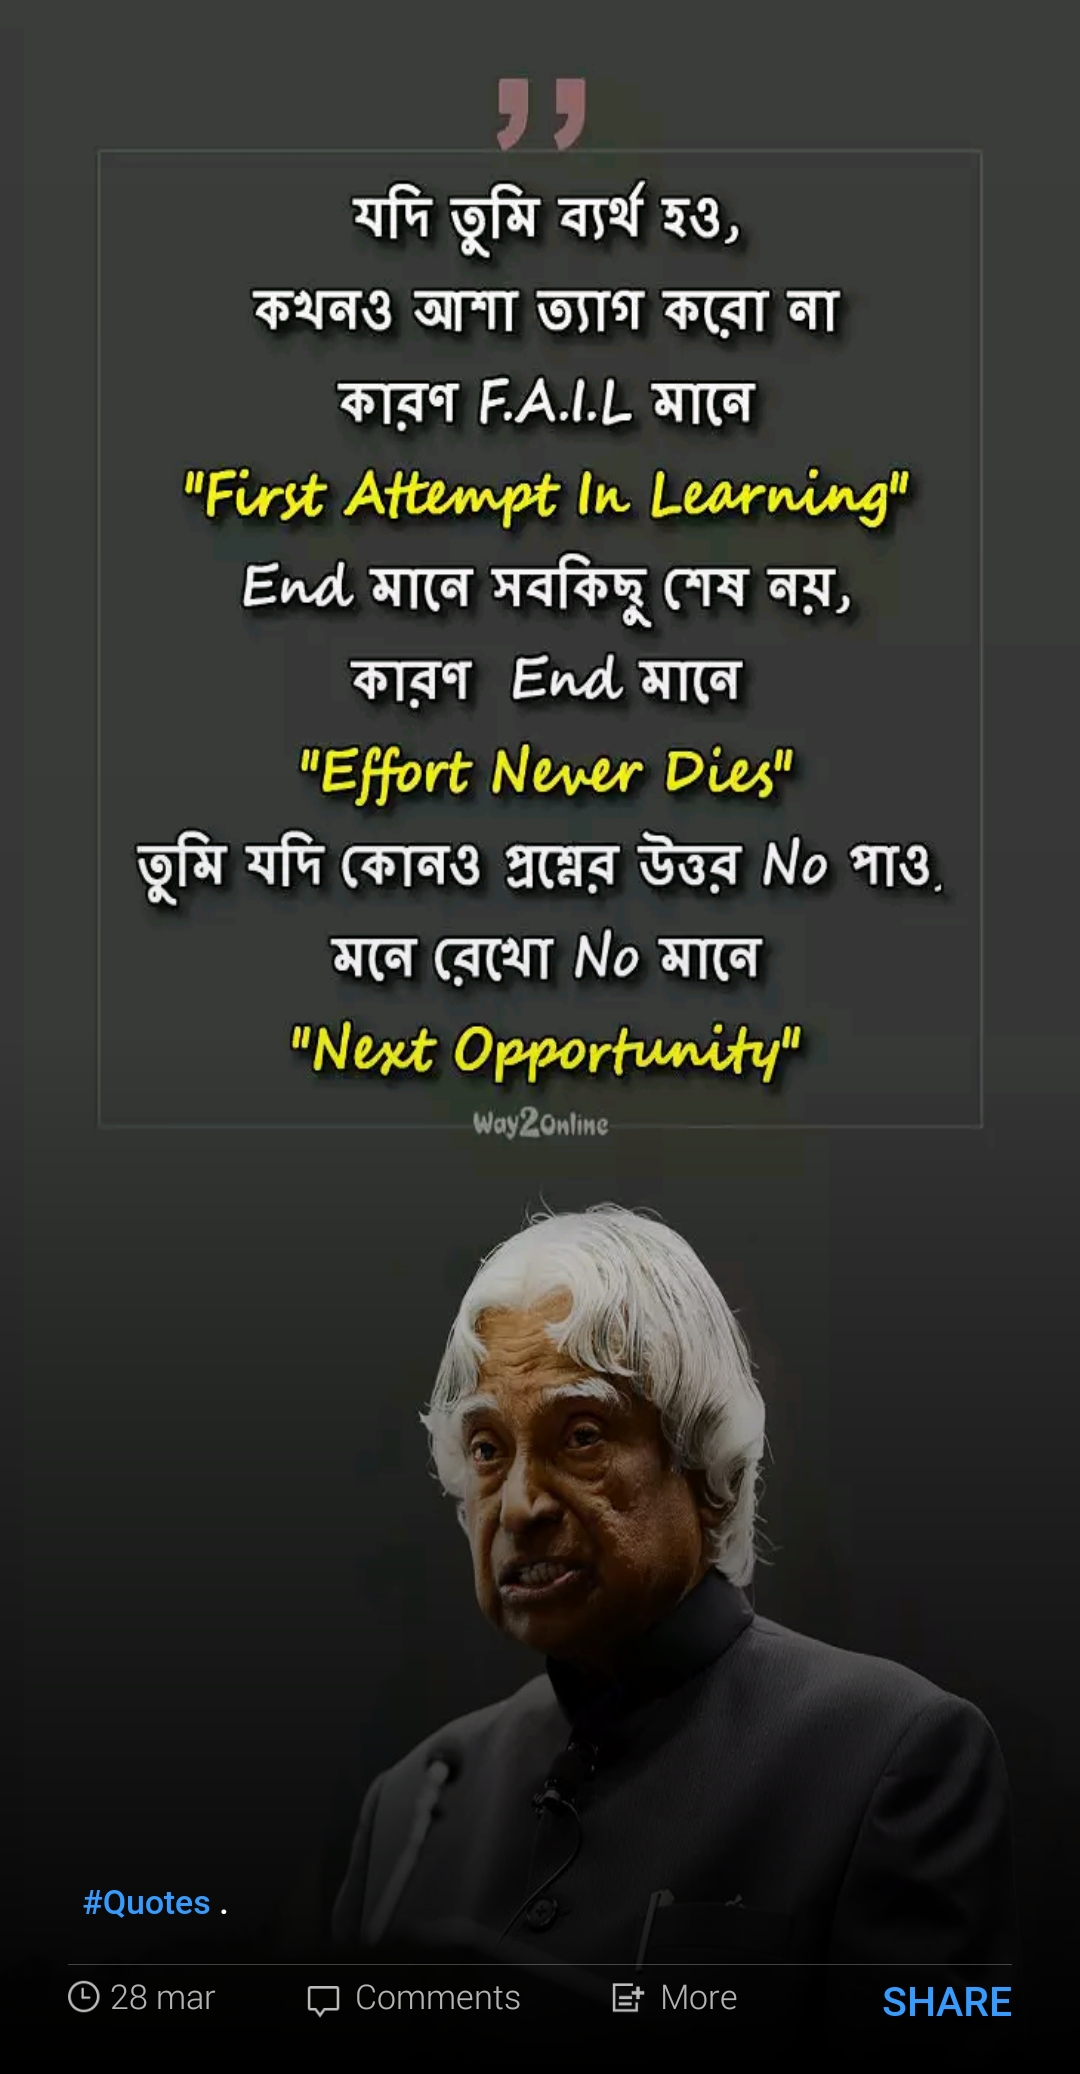 যদি তুমি ব্যর্থ হও,
কখনও আশা ত্যাগ করো না
কারণ F.A.I.L মানে
"First Attempt In Learning"
End মানে সবকিছু শেষ নয়,
কারণ End মানে
"Effort Never Dies"
তুমি যদি কোনও প্রশ্নের উত্তর No পাও.
মনে রেখো No মানে
"Next Opportunity"
Way2Online
#Quotes .
28 mar Comments More SHARE